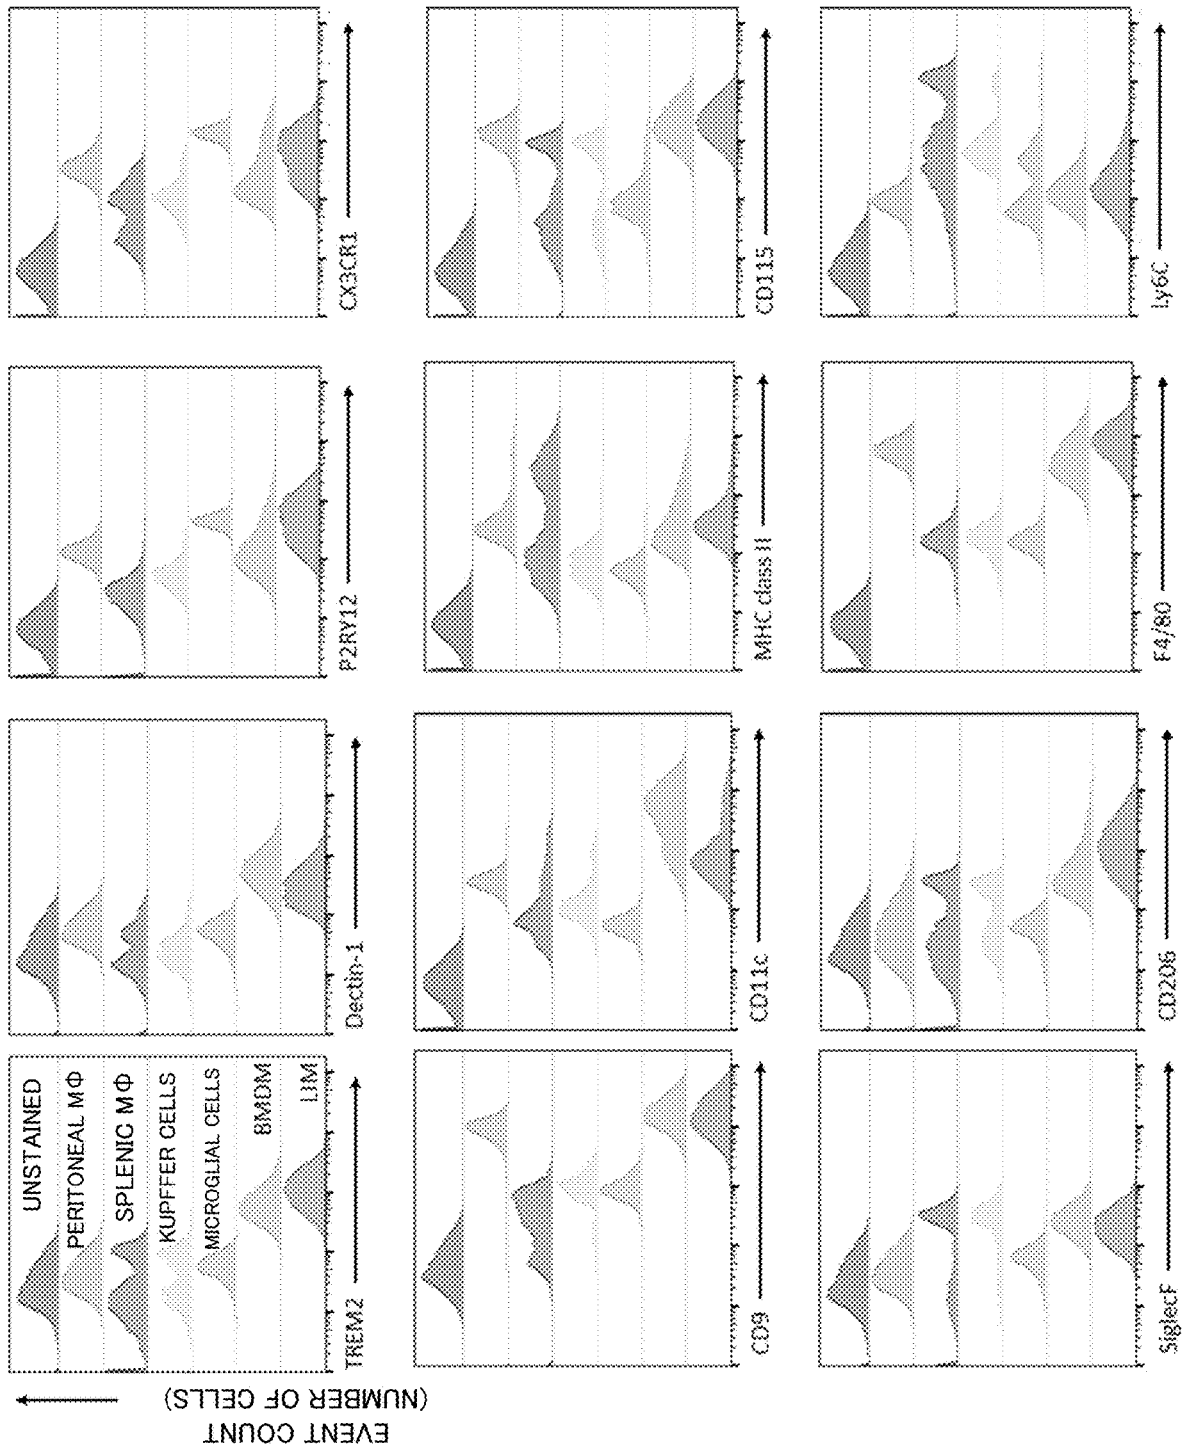 EVENT COUNT
(NUMBER OF CELLS)
UNSTAINED
PERITONEAL MΦ
SPLENIC MΦ
KUPFFER CELLS
MICROGLIAL CELLS
BMDM
TREM2
Dectin-1
P2RY12
CX3CR1
CD9
CD11c
MHC class II
CD115
SiglecF
CD206
F4/80
Ly6C